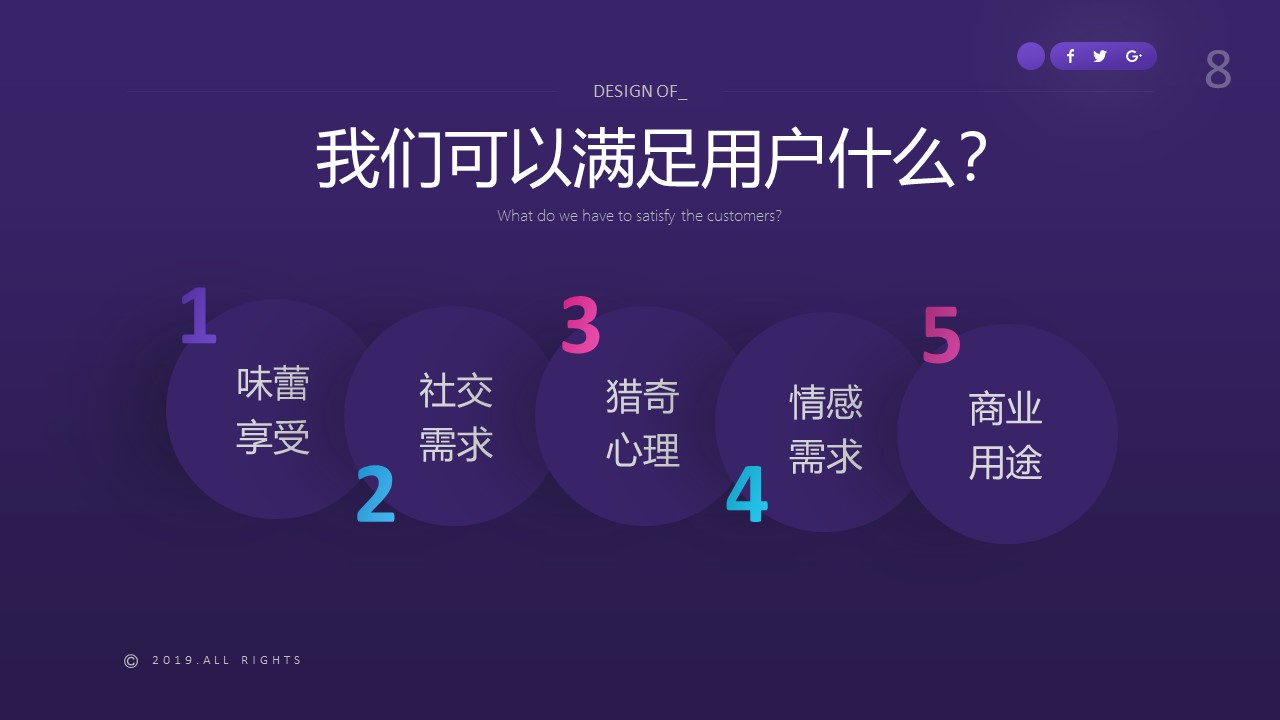 8
DESIGN OF_
我们可以满足用户什么？
What do we have to satisfy the customers?
1
味蕾
享受
2
社交
需求
3
猎奇
心理
4
情感
需求
5
商业
用途
© 2019.ALL RIGHTS